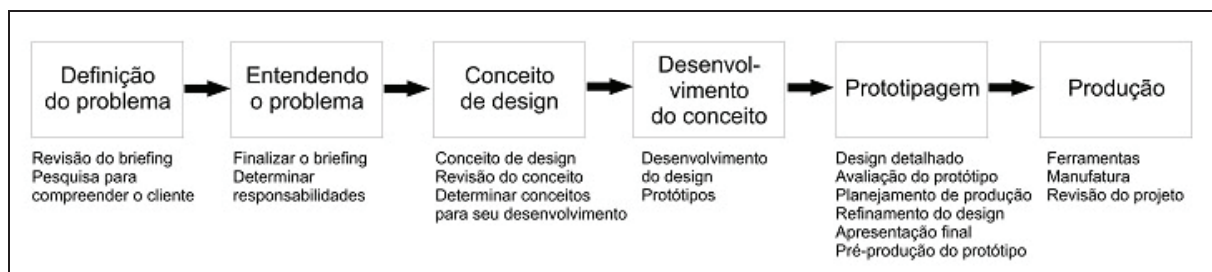 Definição
do problema
Entendendo
o problema
Conceito
de design
Desenvol-
vimento
do conceito
Prototipagem
Produção
Revisão do briefing
Pesquisa para
compreender o cliente
Finalizar o briefing
Determinar
responsabilidades
Conceito de design
Revisão do conceito
Determinar conceitos
para seu desenvolvimento
Desenvolvimento
do design
Protótipos
Design detalhado
Avaliação do protótipo
Planejamento de produção
Refinamento do design
Apresentação final
Pré-produção do protótipo
Ferramentas
Manufatura
Revisão do projeto